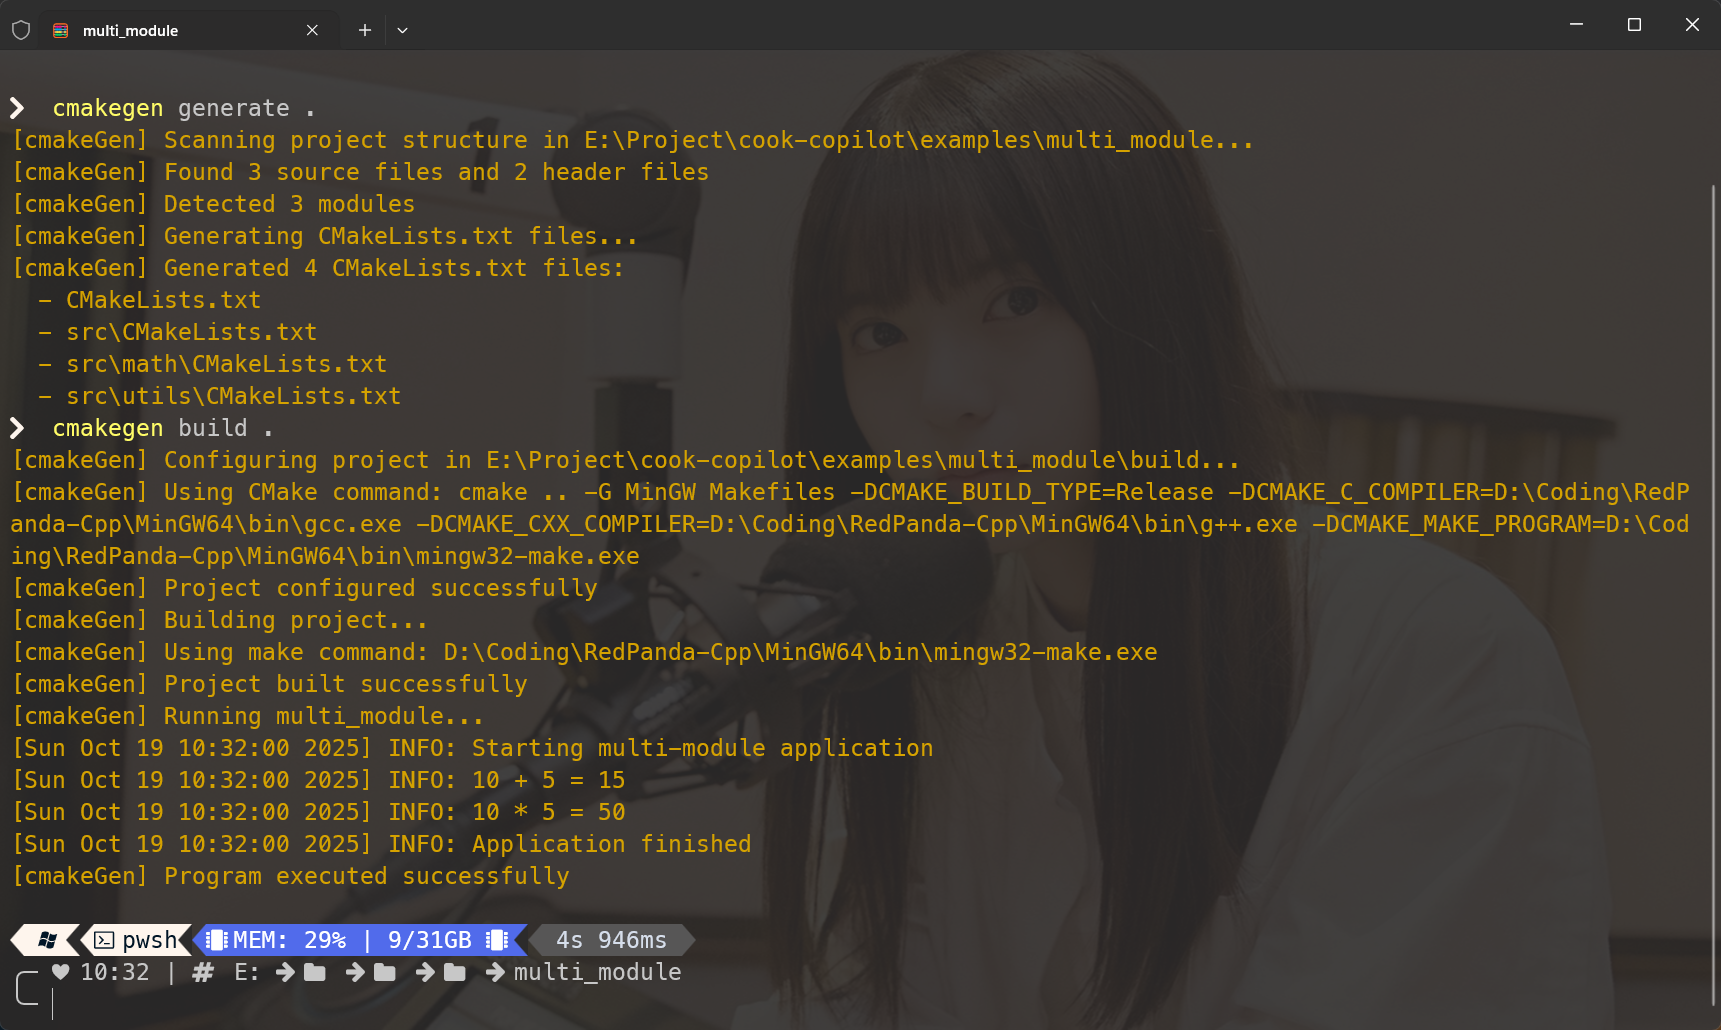 multi_module
cmakegen generate .
[cmakeGen] Scanning project structure in E:\Project\cook-copilot\examples\multi_module...
[cmakeGen] Found 3 source files and 2 header files
[cmakeGen] Detected 3 modules
[cmakeGen] Generating CMakeLists.txt files...
[cmakeGen] Generated 4 CMakeLists.txt files:
- CMakeLists.txt
- src\CMakeLists.txt
- src\math\CMakeLists.txt
- src\utils\CMakeLists.txt
cmakegen build .
[cmakeGen] Configuring project in E:\Project\cook-copilot\examples\multi_module\build...
[cmakeGen] Using CMake command: cmake .. -G MinGW Makefiles -DCMAKE_BUILD_TYPE=Release -DCMAKE_C_COMPILER=D:\Coding\RedP
anda-Cpp\MinGW64\bin\gcc.exe -DCMAKE_CXX_COMPILER=D:\Coding\RedPanda-Cpp\MinGW64\bin\g++.exe -DCMAKE_MAKE_PROGRAM=D:\Cod
ing\RedPanda-Cpp\MinGW64\bin\mingw32-make.exe
[cmakeGen] Project configured successfully
[cmakeGen] Building project...
[cmakeGen] Using make command: D:\Coding\RedPanda-Cpp\MinGW64\bin\mingw32-make.exe
[cmakeGen] Project built successfully
[cmakeGen] Running multi_module...
[Sun Oct 19 10:32:00 2025] INFO: Starting multi-module application
[Sun Oct 19 10:32:00 2025] INFO: 10 + 5 = 15
[Sun Oct 19 10:32:00 2025] INFO: 10 * 5 = 50
[Sun Oct 19 10:32:00 2025] INFO: Application finished
[cmakeGen] Program executed successfully
pwsh MEM: 29% | 9/31GB 4s 946ms
♥ 10:32 | # E: → → → → multi_module